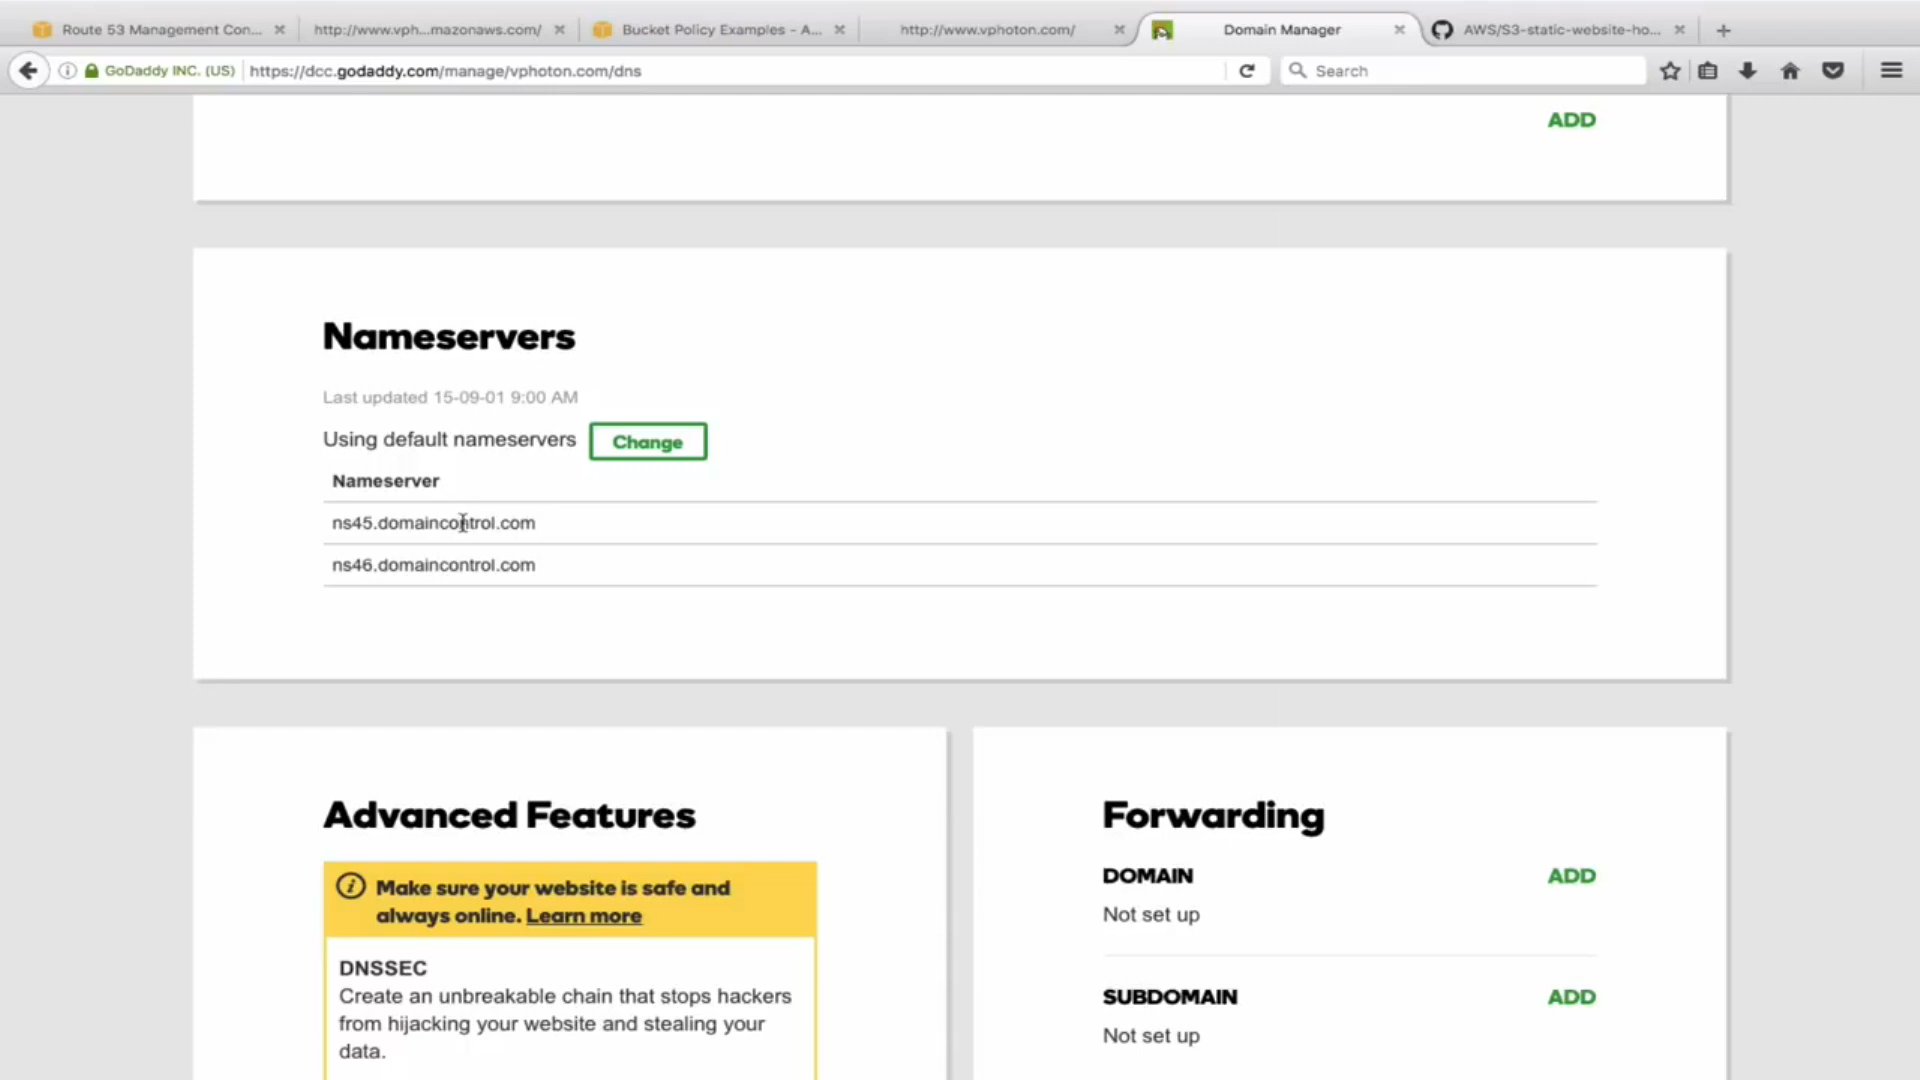 Route 53 Management Con...
http://www.vph...mazonaws.com/
Bucket Policy Examples - A...
http://www.vphoton.com/
Domain Manager
AWS/S3-static-website-ho...
GoDaddy INC. (US)
https://dcc.godaddy.com/manage/vphoton.com/dns
Search
ADD
Nameservers
Last updated 15-09-01 9:00 AM
Using default nameservers
Change
Nameserver
ns45.domaincontrol.com
ns46.domaincontrol.com
Advanced Features
Make sure your website is safe and
always online. Learn more
DNSSEC
Create an unbreakable chain that stops hackers
from hijacking your website and stealing your
data.
Forwarding
DOMAIN
ADD
Not set up
SUBDOMAIN
ADD
Not set up